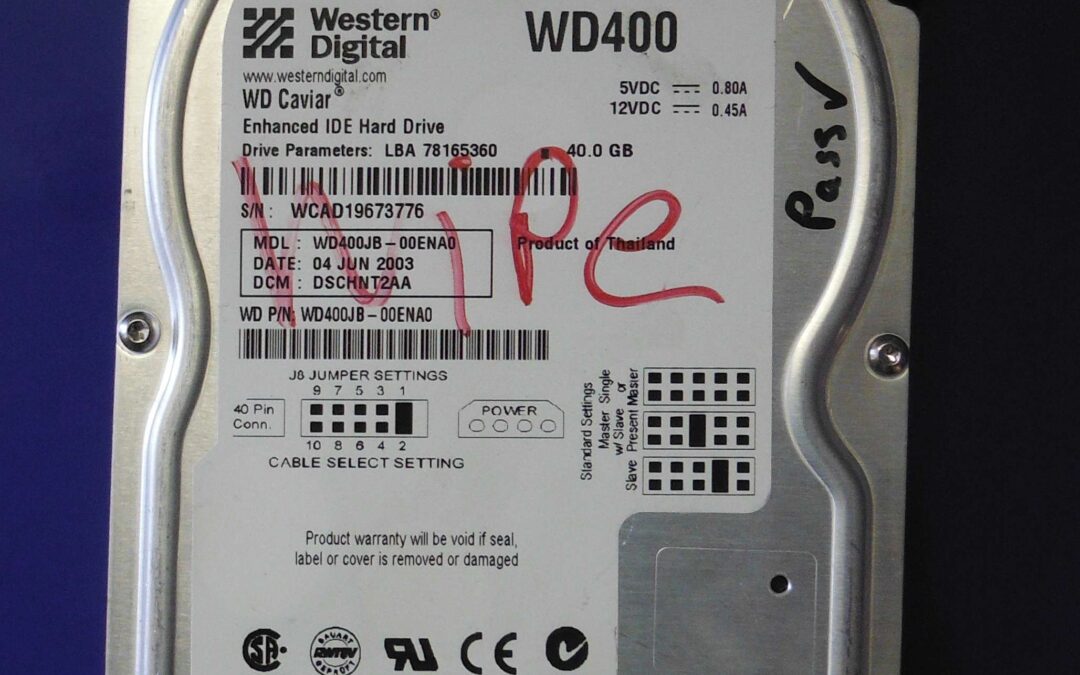 Western®
Digital
WD400
www.westerndigital.com
WD Caviar®
5VDC 0.80A
12VDC 0.45A
Enhanced IDE Hard Drive
Drive Parameters: LBA 78165360 ▪ 40.0 GB
S/N: WCAD19673776
MDL : WD400JB-00ENA0
DATE: 04 JUN 2003
DCM : DSCHNT2AA
Product of Thailand
WD P/N: WD400JB-00ENA0
Wipe
Pass
J8 JUMPER SETTINGS
9 7 5 3 1
40 Pin
Conn.
10 8 6 4 2
CABLE SELECT SETTING
POWER
Standard Settings
Master Single
w/ Slave or
Slave Present Master
Product warranty will be void if seal,
label or cover is removed or damaged
BAUART
GEPRÜFT
CE